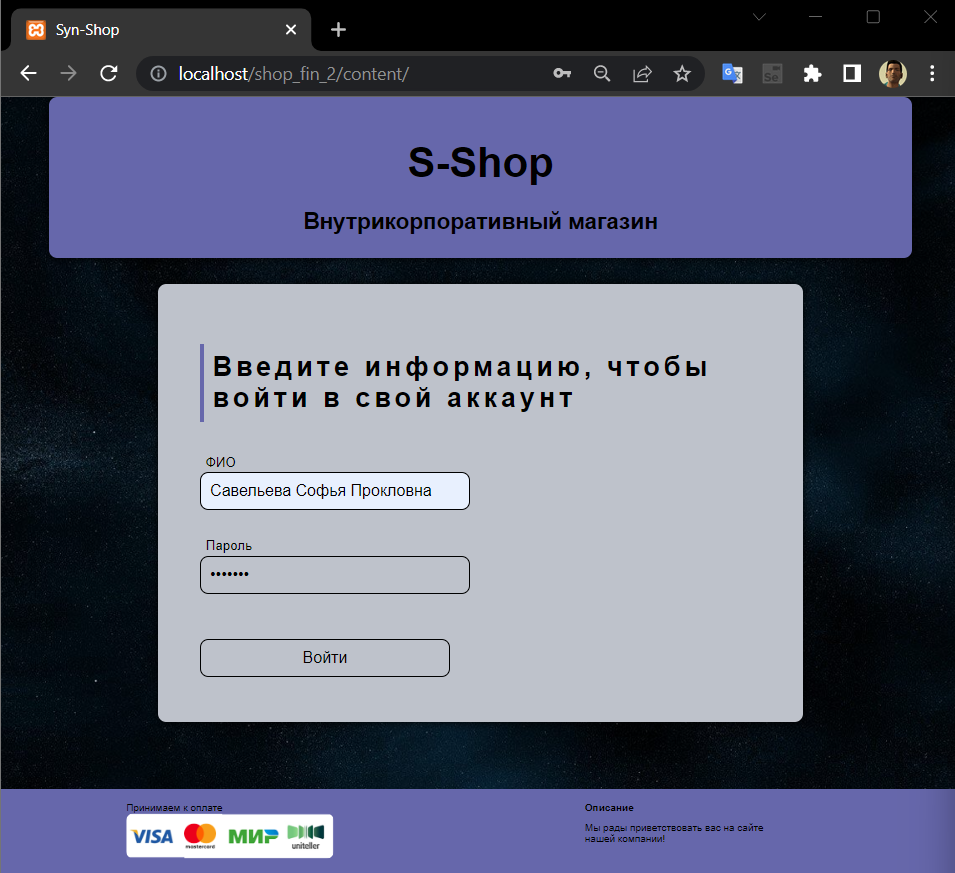 Syn-Shop
localhost/shop_fin_2/content/
Se
S-Shop
Внутрикорпоративный магазин
Введите информацию, чтобы
войти в свой аккаунт
ФИО
Савельева Софья Прокловна
Пароль
•••••••
Войти
Принимаем к оплате
VISA mastercard МИР uniteller
Описание
Мы рады приветствовать вас на сайте
нашей компании!